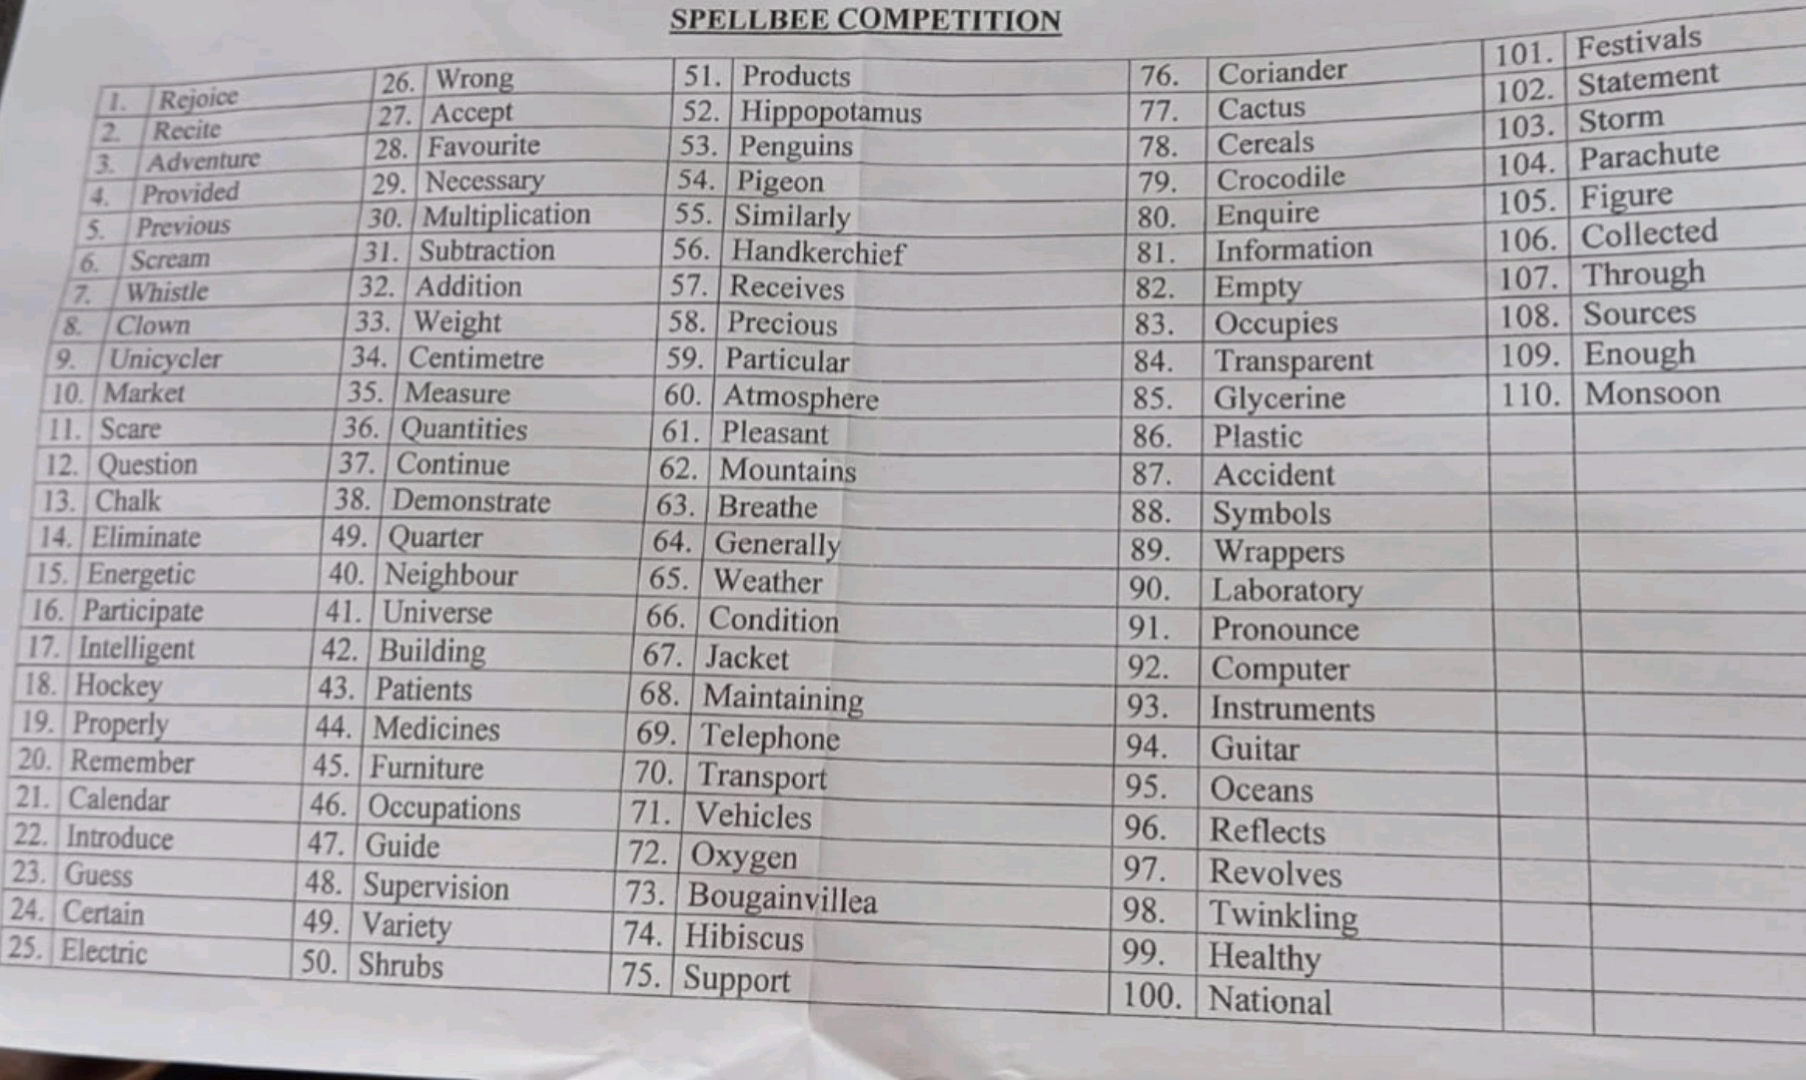 SPELLBEE COMPETITION
1. Rejoice
2. Recite
3. Adventure
4. Provided
5. Previous
6. Scream
7. Whistle
8. Clown
9. Unicycler
10. Market
11. Scare
12. Question
13. Chalk
14. Eliminate
15. Energetic
16. Participate
17. Intelligent
18. Hockey
19. Properly
20. Remember
21. Calendar
22. Introduce
23. Guess
24. Certain
25. Electric
26. Wrong
27. Accept
28. Favourite
29. Necessary
30. Multiplication
31. Subtraction
32. Addition
33. Weight
34. Centimetre
35. Measure
36. Quantities
37. Continue
38. Demonstrate
49. Quarter
40. Neighbour
41. Universe
42. Building
43. Patients
44. Medicines
45. Furniture
46. Occupations
47. Guide
48. Supervision
49. Variety
50. Shrubs
51. Products
52. Hippopotamus
53. Penguins
54. Pigeon
55. Similarly
56. Handkerchief
57. Receives
58. Precious
59. Particular
60. Atmosphere
61. Pleasant
62. Mountains
63. Breathe
64. Generally
65. Weather
66. Condition
67. Jacket
68. Maintaining
69. Telephone
70. Transport
71. Vehicles
72. Oxygen
73. Bougainvillea
74. Hibiscus
75. Support
76. Coriander
77. Cactus
78. Cereals
79. Crocodile
80. Enquire
81. Information
82. Empty
83. Occupies
84. Transparent
85. Glycerine
86. Plastic
87. Accident
88. Symbols
89. Wrappers
90. Laboratory
91. Pronounce
92. Computer
93. Instruments
94. Guitar
95. Oceans
96. Reflects
97. Revolves
98. Twinkling
99. Healthy
100. National
101. Festivals
102. Statement
103. Storm
104. Parachute
105. Figure
106. Collected
107. Through
108. Sources
109. Enough
110. Monsoon